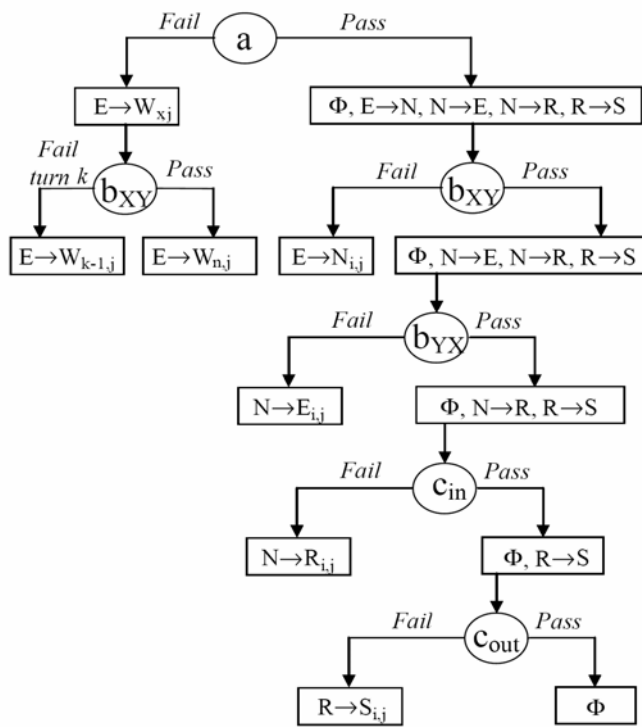 Fail a Pass
E→W_xj Φ, E→N, N→E, N→R, R→S
Fail turn k b_XY Pass Fail b_XY Pass
E→W_k-1,j E→W_n,j E→N_i,j Φ, N→E, N→R, R→S
Fail b_YX Pass
N→E_i,j Φ, N→R, R→S
Fail c_in Pass
N→R_i,j Φ, R→S
Fail c_out Pass
R→S_i,j Φ